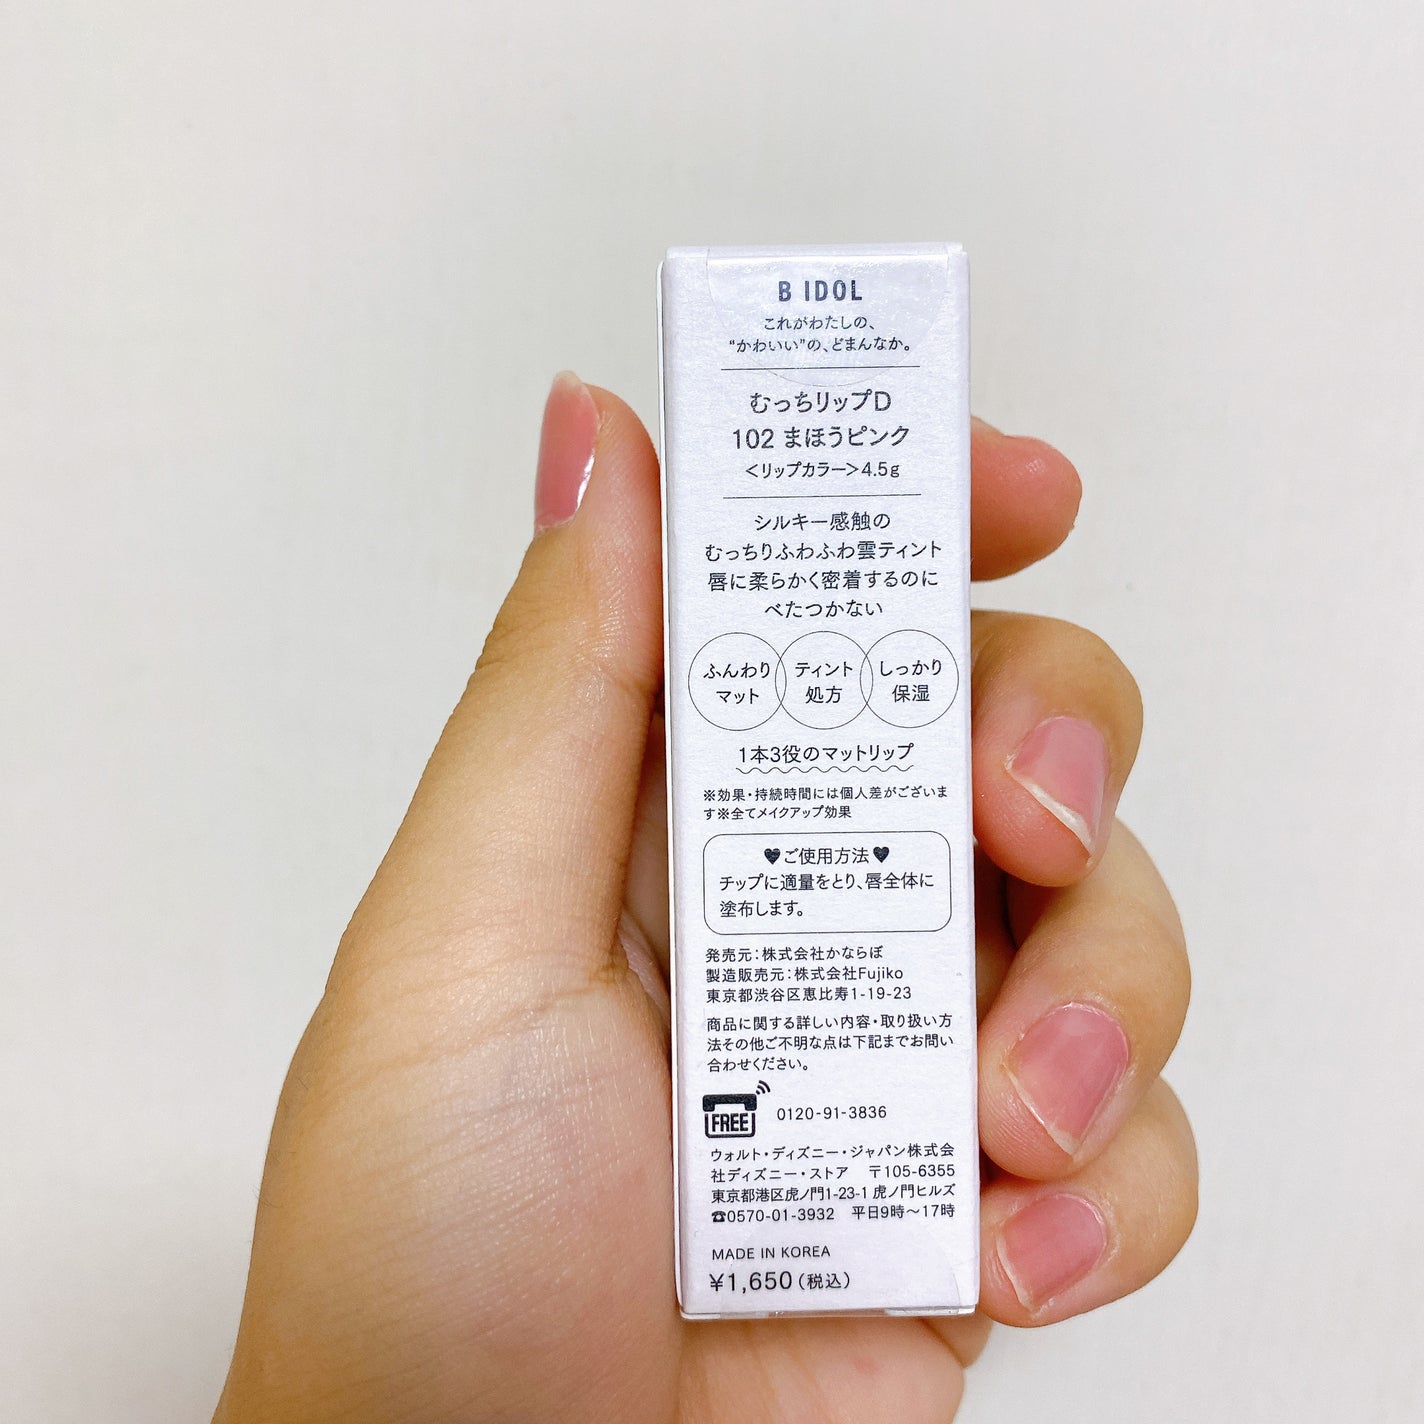 B IDOL
これがわたしの、
“かわいい”の、どまんなか。
むっちリップD
102 まほうピンク
<リップカラー>4.5g
シルキー感触の
むっちりふわふわ雲ティント
唇に柔らかく密着するのに
べたつかない
ふんわり ティント しっかり
マット 処方 保湿
1本3役のマットリップ
※効果・持続時間には個人差がございま
す※全てメイクアップ効果
♥ご使用方法♥
チップに適量をとり、唇全体に
塗布します。
発売元：株式会社かならぼ
製造販売元：株式会社Fujiko
東京都渋谷区恵比寿1-19-23
商品に関する詳しい内容・取り扱い方
法その他ご不明な点は下記までお問い
合わせください。
FREE 0120-91-3836
ウォルト・ディズニー・ジャパン株式会
社ディズニー・ストア 〒105-6355
東京都港区虎ノ門1-23-1 虎ノ門ヒルズ
☎0570-01-3932 平日9時～17時
MADE IN KOREA
¥1,650（税込）